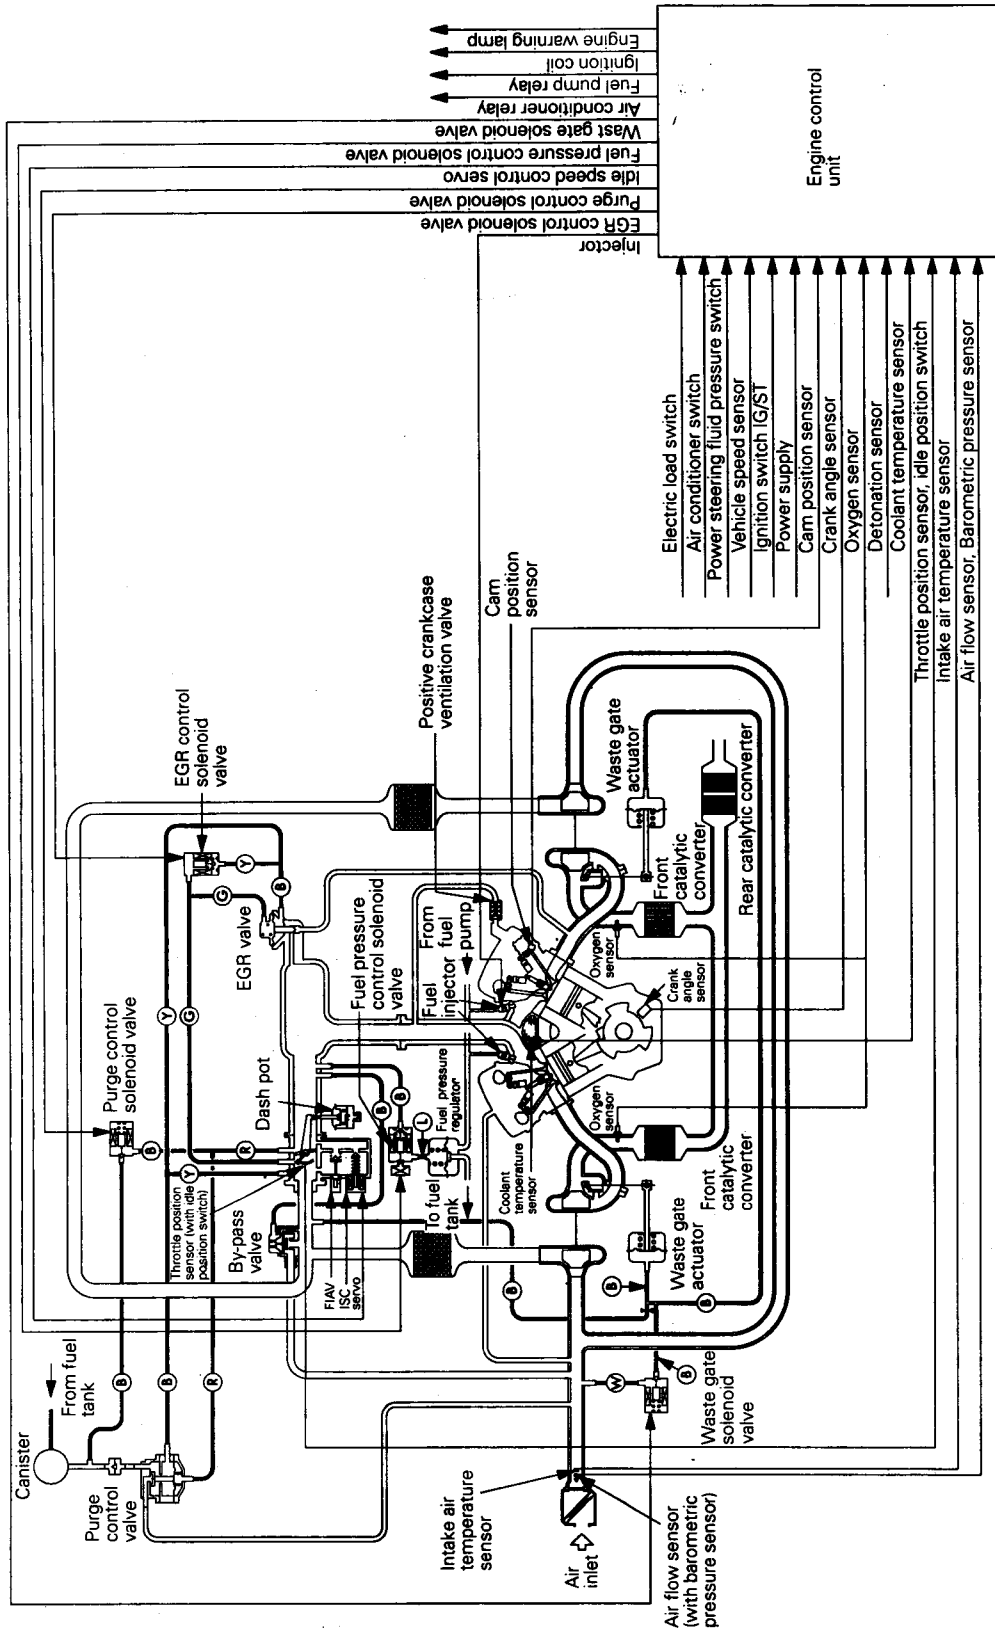 Engine warning lamp
Ignition coil
Fuel pump relay
Air conditioner relay
Wast gate solenoid valve
Fuel pressure control solenoid valve
Idle speed control servo
Purge control solenoid valve
EGR control solenoid valve
Injector
Engine control
unit
Electric load switch
Air conditioner switch
Power steering fluid pressure switch
Vehicle speed sensor
Ignition switch IG/ST
Power supply
Cam position sensor
Crank angle sensor
Oxygen sensor
Detonation sensor
Coolant temperature sensor
Throttle position sensor, idle position switch
Intake air temperature sensor
Air flow sensor, Barometric pressure sensor
Canister
From fuel
tank
Purge
control
valve
Purge control
solenoid valve
EGR control
solenoid
valve
EGR valve
Throttle position
sensor (with idle
position switch)
By-pass
valve
Dash pot
FIAV
ISC
servo
Fuel pressure
control solenoid
valve
Fuel pressure
regulator
To fuel
tank
Fuel
injector
From
fuel
pump
Positive crankcase
ventilation valve
Cam
position
sensor
Coolant
temperature
sensor
Oxygen
sensor
Oxygen
sensor
Crank
angle
sensor
Front
catalytic
converter
Front
catalytic
converter
Rear catalytic converter
Waste gate
actuator
Waste gate
actuator
Waste gate
solenoid
valve
Intake air
temperature
sensor
Air
inlet
Air flow sensor
(with barometric
pressure sensor)
B
B
R
B
Y
G
R
Y
Y
G
B
B
B
L
B
B
B
B
W